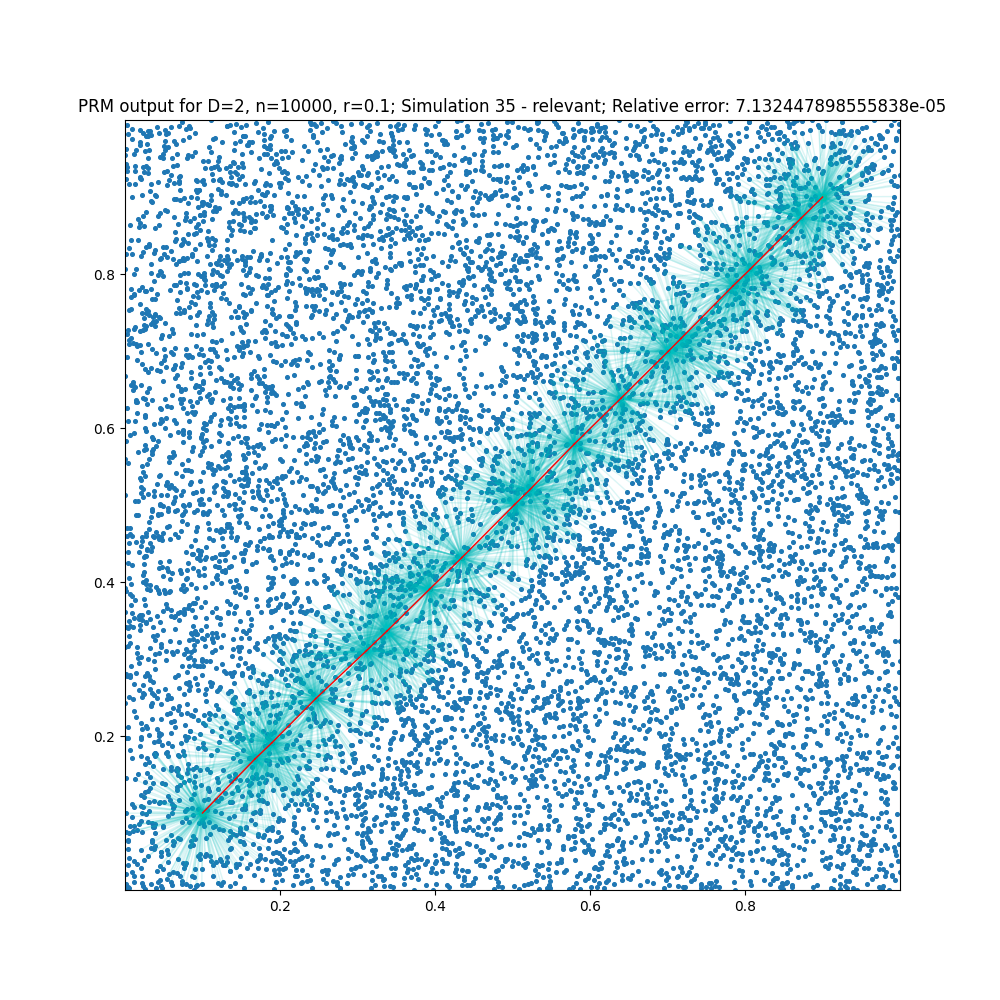 PRM output for D=2, n=10000, r=0.1; Simulation 35 - relevant; Relative error: 7.132447898555838e-05
0.8
0.6
0.4
0.2
0.2 0.4 0.6 0.8